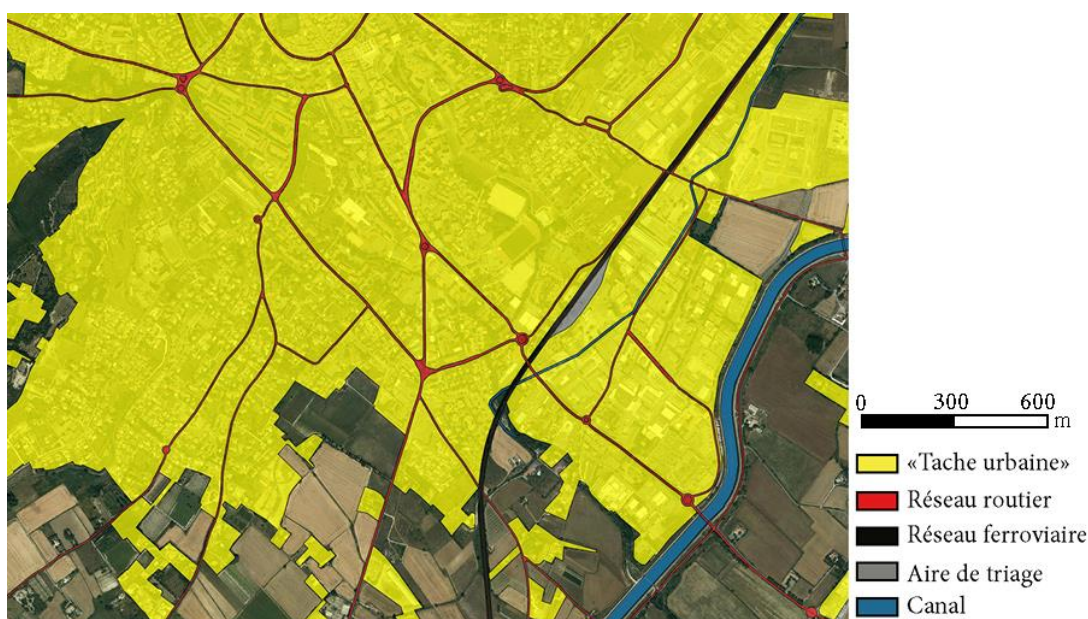 0 300 600
m
«Tache urbaine»
Réseau routier
Réseau ferroviaire
Aire de triage
Canal